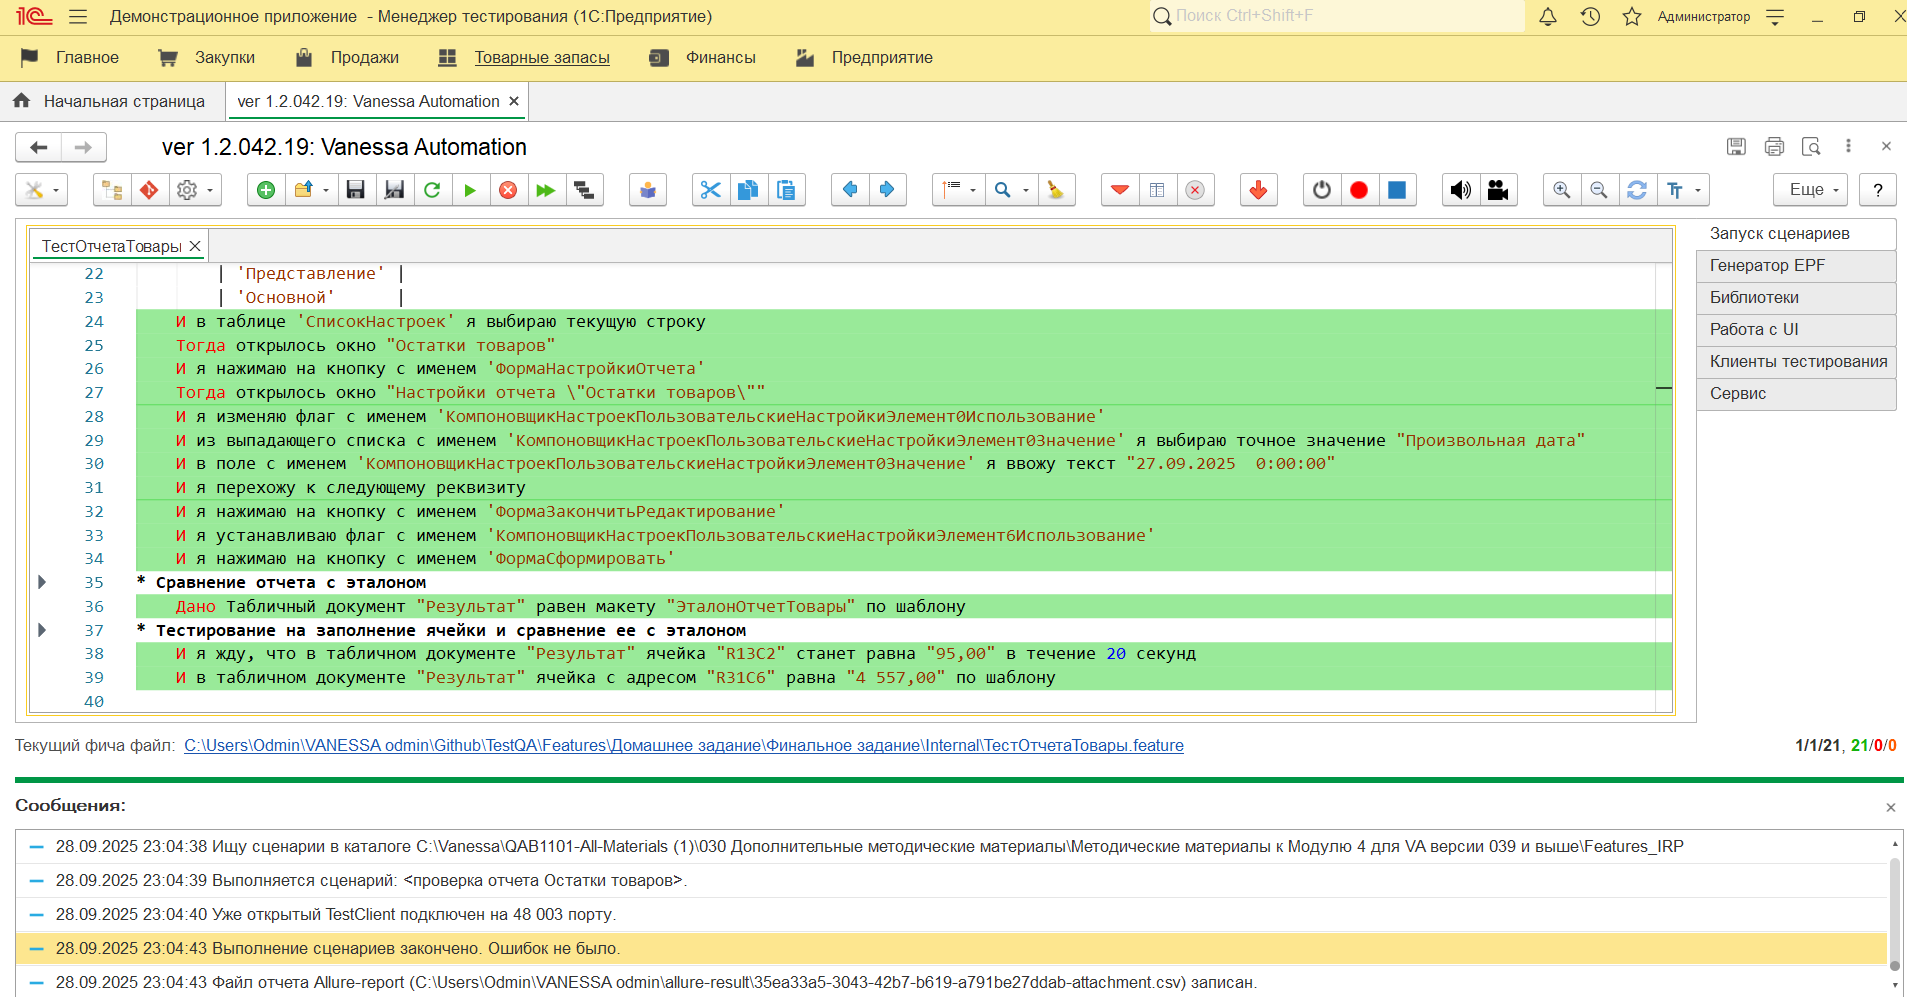 Демонстрационное приложение - Менеджер тестирования (1С:Предприятие)
Поиск Ctrl+Shift+F
Администратор
Главное
Закупки
Продажи
Товарные запасы
Финансы
Предприятие
Начальная страница
ver 1.2.042.19: Vanessa Automation ×
ver 1.2.042.19: Vanessa Automation
Еще
?
ТестОтчетаТовары ×
22 | 'Представление' |
23 | 'Основной' |
24 И в таблице 'СписокНастроек' я выбираю текущую строку
25 Тогда открылось окно "Остатки товаров"
26 И я нажимаю на кнопку с именем 'ФормаНастройкиОтчета'
27 Тогда открылось окно "Настройки отчета \"Остатки товаров\""
28 И я изменяю флаг с именем 'КомпоновщикНастроекПользовательскиеНастройкиЭлемент0Использование'
29 И из выпадающего списка с именем 'КомпоновщикНастроекПользовательскиеНастройкиЭлемент0Значение' я выбираю точное значение "Произвольная дата"
30 И в поле с именем 'КомпоновщикНастроекПользовательскиеНастройкиЭлемент0Значение' я ввожу текст "27.09.2025  0:00:00"
31 И я перехожу к следующему реквизиту
32 И я нажимаю на кнопку с именем 'ФормаЗакончитьРедактирование'
33 И я устанавливаю флаг с именем 'КомпоновщикНастроекПользовательскиеНастройкиЭлемент6Использование'
34 И я нажимаю на кнопку с именем 'ФормаСформировать'
35 * Сравнение отчета с эталоном
36 Дано Табличный документ "Результат" равен макету "ЭталонОтчетТовары" по шаблону
37 * Тестирование на заполнение ячейки и сравнение ее с эталоном
38 И я жду, что в табличном документе "Результат" ячейка "R13C2" станет равна "95,00" в течение 20 секунд
39 И в табличном документе "Результат" ячейка с адресом "R31C6" равна "4 557,00" по шаблону
40
Запуск сценариев
Генератор EPF
Библиотеки
Работа с UI
Клиенты тестирования
Сервис
Текущий фича файл: C:\Users\Odmin\VANESSA odmin\Github\TestQA\Features\Домашнее задание\Финальное задание\Internal\ТестОтчетаТовары.feature
1/1/21, 21/0/0
Сообщения:
28.09.2025 23:04:38 Ищу сценарии в каталоге C:\Vanessa\QAB1101-All-Materials (1)\030 Дополнительные методические материалы\Методические материалы к Модулю 4 для VA версии 039 и выше\Features_IRP
28.09.2025 23:04:39 Выполняется сценарий: <проверка отчета Остатки товаров>.
28.09.2025 23:04:40 Уже открытый TestClient подключен на 48 003 порту.
28.09.2025 23:04:43 Выполнение сценариев закончено. Ошибок не было.
28.09.2025 23:04:43 Файл отчета Allure-report (C:\Users\Odmin\VANESSA odmin\allure-result\35ea33a5-3043-42b7-b619-a791be27ddab-attachment.csv) записан.